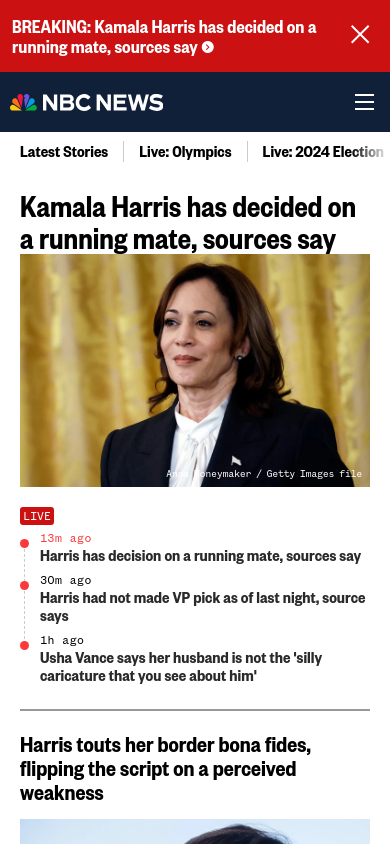 BREAKING: Kamala Harris has decided on a
running mate, sources say
NBC NEWS
Latest Stories
Live: Olympics
Live: 2024 Election
Kamala Harris has decided on
a running mate, sources say
Anna Moneymaker / Getty Images file
LIVE
13m ago
Harris has decision on a running mate, sources say
30m ago
Harris had not made VP pick as of last night, source
says
1h ago
Usha Vance says her husband is not the 'silly
caricature that you see about him'
Harris touts her border bona fides,
flipping the script on a perceived
weakness